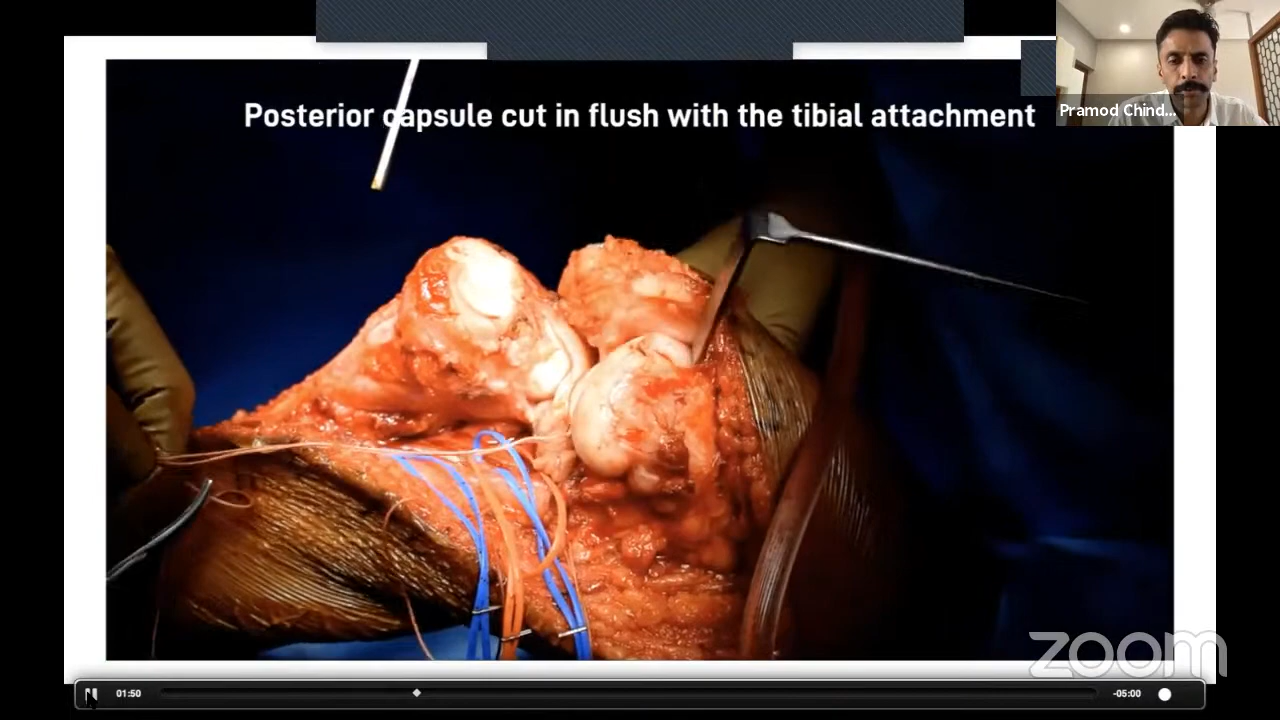 Posterior capsule cut in flush with the tibial attachment
Pramod Chind...
zoom
01:50
-05:00